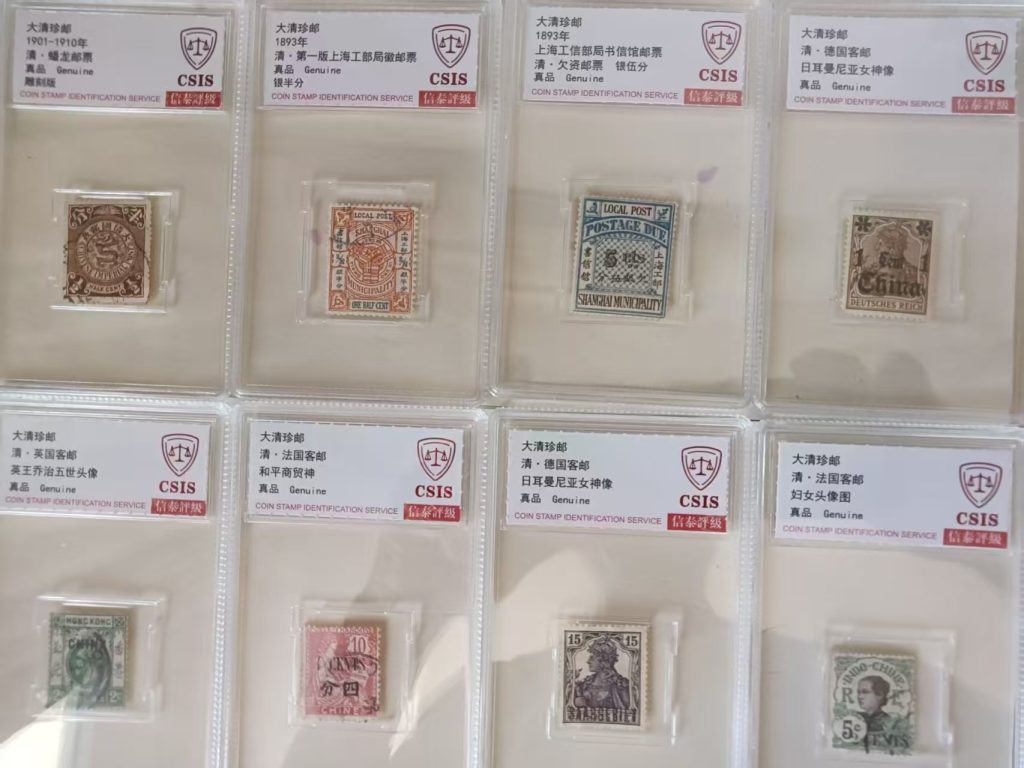 大清珍邮
1901-1910年
清·蟠龙邮票
真品 Genuine
雕刻版
CSIS
COIN STAMP IDENTIFICATION SERVICE
信泰評級
HALF CENT
大清珍邮
1893年
清·第一版上海工部局徽邮票
真品 Genuine
银半分
CSIS
COIN STAMP IDENTIFICATION SERVICE
信泰評級
LOCAL POST
SHANGHAI
MUNICIPALITY
ONE HALF CENT
大清珍邮
1893年
上海工信部局书信馆邮票
清·欠资邮票 银伍分
真品 Genuine
CSIS
COIN STAMP IDENTIFICATION SERVICE
信泰評級
LOCAL POST
POSTAGE DUE
SHANGHAI MUNICIPALITY
大清珍邮
清·德国客邮
日耳曼尼亚女神像
真品 Genuine
CSIS
COIN STAMP IDENTIFICATION SERVICE
信泰評級
1 1
China
DEUTSCHES REICH
大清珍邮
清·英国客邮
英王乔治五世头像
真品 Genuine
CSIS
COIN STAMP IDENTIFICATION SERVICE
信泰評級
HONG KONG
CHINA
大清珍邮
清·法国客邮
和平商贸神
真品 Genuine
CSIS
COIN STAMP IDENTIFICATION SERVICE
信泰評級
10
CENTS
分四
CHINE
大清珍邮
清·德国客邮
日耳曼尼亚女神像
真品 Genuine
CSIS
COIN STAMP IDENTIFICATION SERVICE
信泰評級
15 15
SAARGEBIET
大清珍邮
清·法国客邮
妇女头像图
真品 Genuine
CSIS
COIN STAMP IDENTIFICATION SERVICE
信泰評級
INDO-CHINE
R F
5c
CENTS